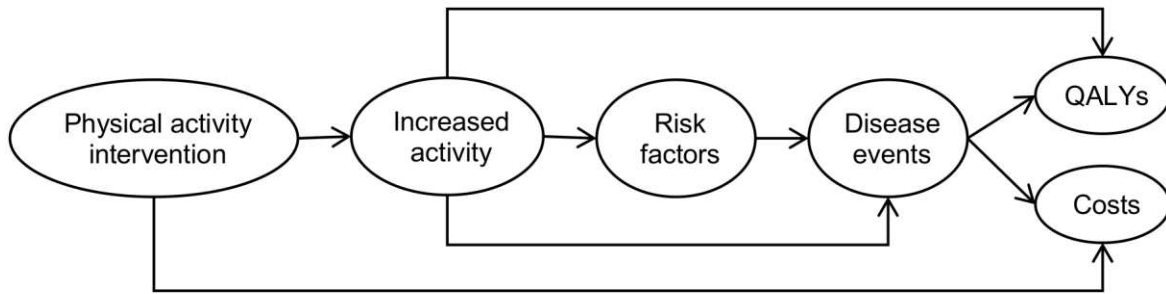 Physical activity
intervention
Increased
activity
Risk
factors
Disease
events
QALYs
Costs